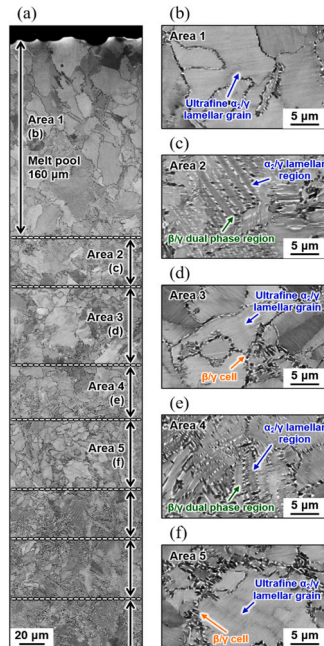 (a)
Area 1
(b)
Melt pool
160 µm
Area 2
(c)
Area 3
(d)
Area 4
(e)
Area 5
(f)
20 µm
(b)
Area 1
Ultrafine α₂/γ
lamellar grain
5 µm
(c)
Area 2
α₂/γ lamellar
region
β/γ dual phase region
5 µm
(d)
Area 3
Ultrafine α₂/γ
lamellar grain
β/γ cell
5 µm
(e)
Area 4
α₂/γ lamellar
region
β/γ dual phase region
5 µm
(f)
Area 5
Ultrafine α₂/γ
lamellar grain
β/γ cell
5 µm